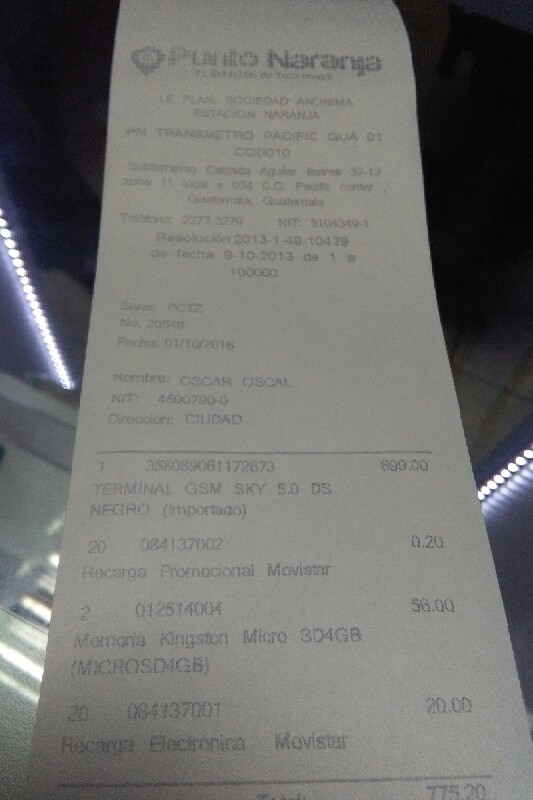 Punto Naranja
Tu Estación de Tecnología
LE PLAN, SOCIEDAD ANONIMA
ESTACION NARANJA
PN TRANSMETRO PACIFIC GUA 01
COD010
Subterraneo Calzada Aguilar Batres 32-12
zona 11 local s 034 C.C. Pacific center ,
Guatemala, Guatemala
Teléfono: 2277-3279 NIT: 5104349-1
Resolución 2013-1-49-10479
de fecha 9-10-2013 de 1 a
100000
Serie:
No. 20548
Fecha: 01/10/2016
Nombre: OSCAR OSCAL
NIT: 4590790-0
Direccion: CIUDAD
1 358089061172673 699.00
TERMINAL GSM SKY 5.0 DS
NEGRO (Importado)
20 084137002 0.20
Recarga Promocional Movistar
2 012514004 56.00
Memoria Kingston Micro SD4GB
(MICROSD4GB)
20 084137001 20.00
Recarga Electrónica Movistar
Total: 775.20